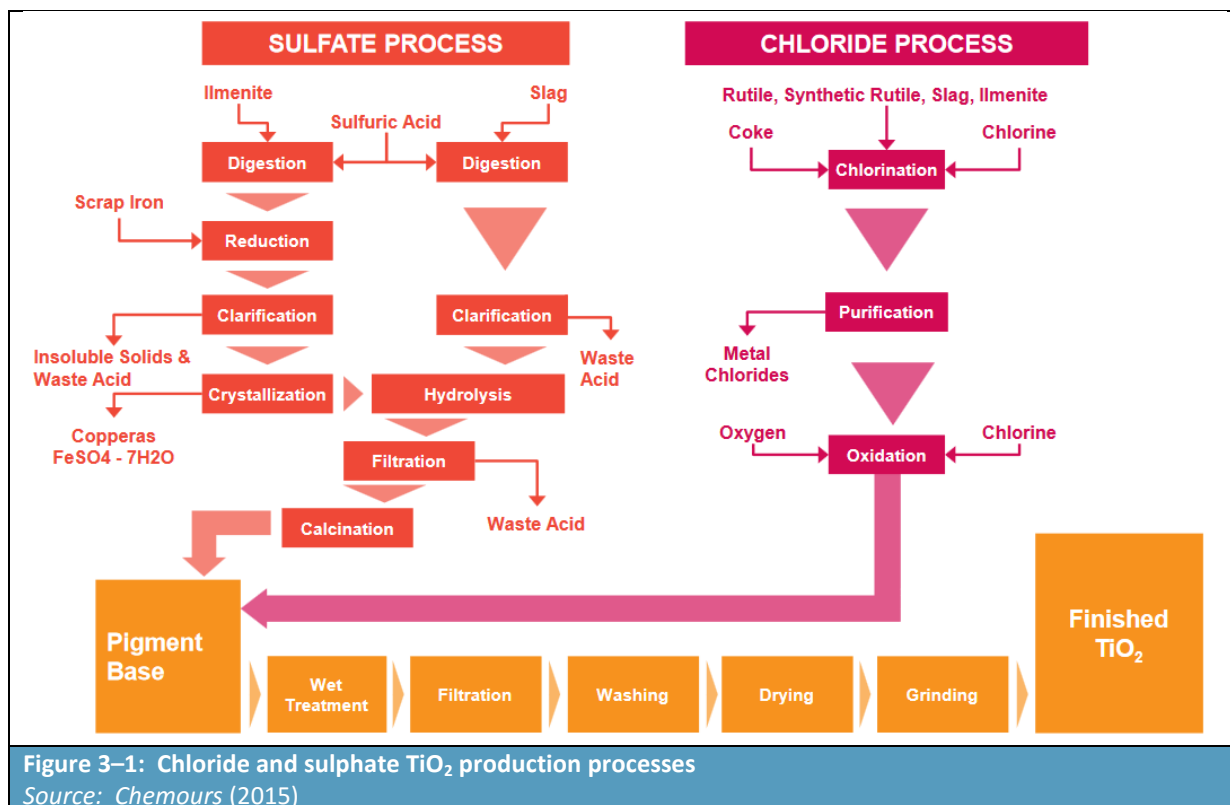 SULFATE PROCESS
Ilmenite
Slag
Sulfuric Acid
Digestion
Digestion
Scrap Iron
Reduction
Clarification
Clarification
Insoluble Solids &
Waste Acid
Waste
Acid
Crystallization
Hydrolysis
Copperas
FeSO4 - 7H2O
Filtration
Waste Acid
Calcination
CHLORIDE PROCESS
Rutile, Synthetic Rutile, Slag, Ilmenite
Coke
Chlorine
Chlorination
Purification
Metal
Chlorides
Oxygen
Chlorine
Oxidation
Pigment
Base
Wet
Treatment
Filtration
Washing
Drying
Grinding
Finished
TiO₂
Figure 3–1: Chloride and sulphate TiO₂ production processes
Source: Chemours (2015)